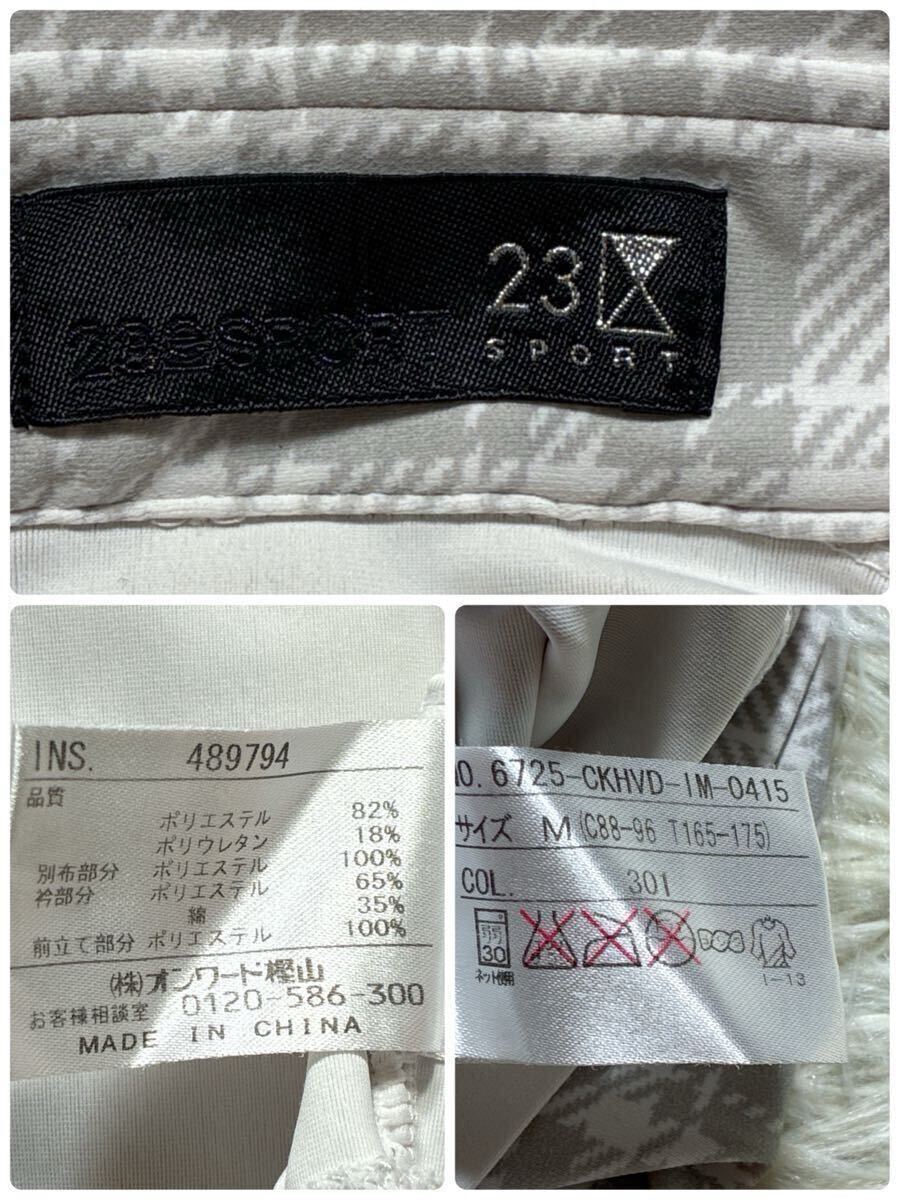 23区SPORT
23
SPORT
INS. 489794
品質
ポリエステル 82%
ポリウレタン 18%
別布部分 ポリエステル 100%
衿部分 ポリエステル 65%
綿 35%
前立て部分 ポリエステル 100%
(株)オンワード樫山
お客様相談室 0120-586-300
MADE IN CHINA
NO. 6725-CKHVD-IM-0415
サイズ M (C88-96 T165-175)
COL. 301
弱
30
ネット使用
1-13